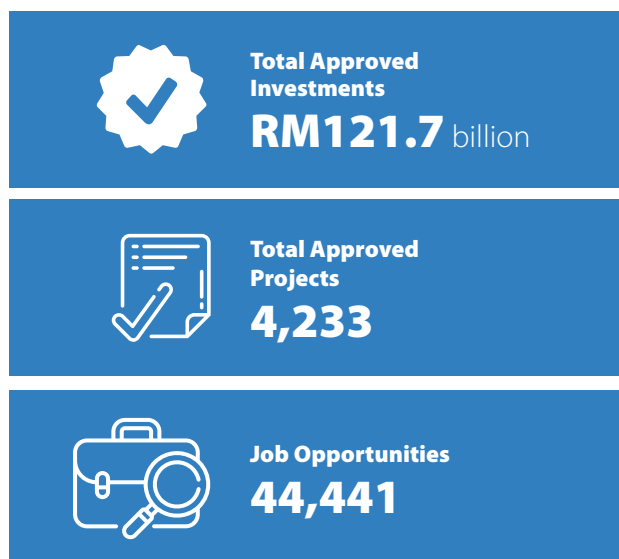 Total Approved
Investments
RM121.7 billion
Total Approved
Projects
4,233
Job Opportunities
44,441